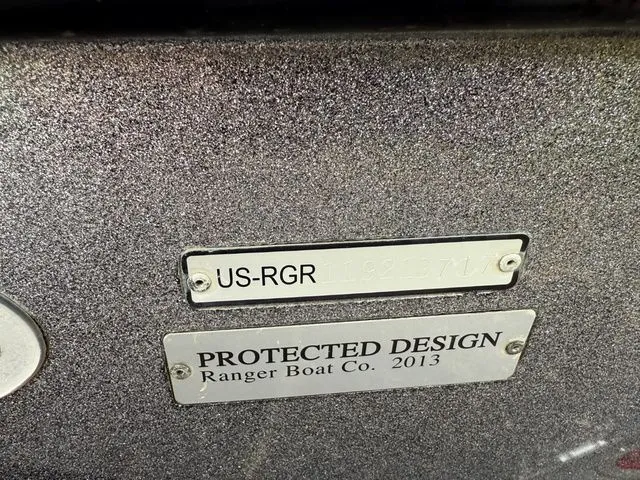 US-RGR
PROTECTED DESIGN
Ranger Boat Co. 2013